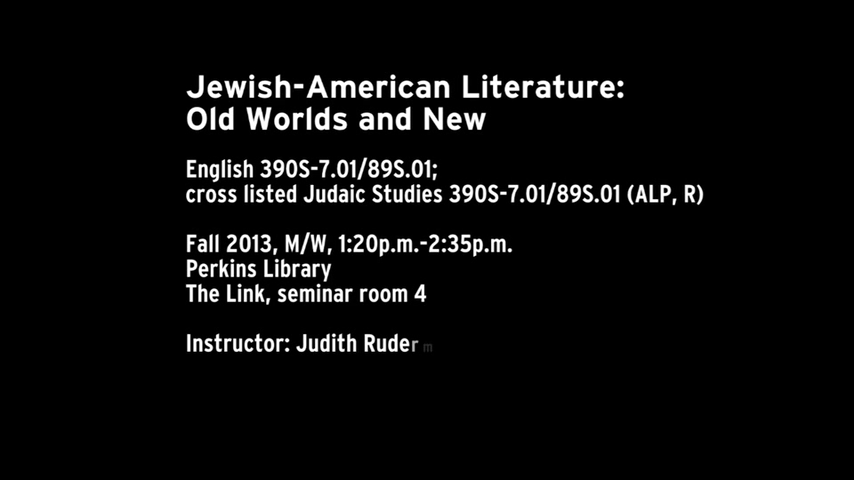 Jewish-American Literature:
Old Worlds and New
English 390S-7.01/89S.01;
cross listed Judaic Studies 390S-7.01/89S.01 (ALP, R)
Fall 2013, M/W, 1:20p.m.-2:35p.m.
Perkins Library
The Link, seminar room 4
Instructor: Judith Ruderm